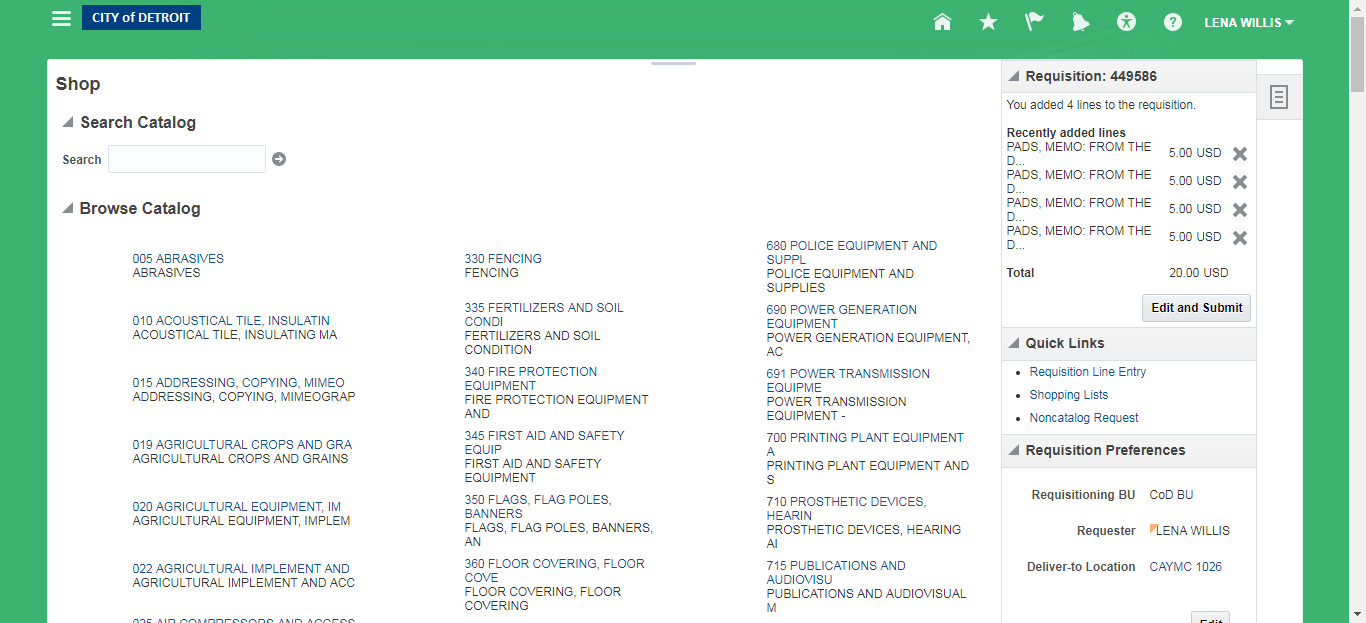 CITY of DETROIT
LENA WILLIS
Shop
Search Catalog
Search
Browse Catalog
005 ABRASIVES
ABRASIVES
010 ACOUSTICAL TILE, INSULATIN
ACOUSTICAL TILE, INSULATING MA
015 ADDRESSING, COPYING, MIMEO
ADDRESSING, COPYING, MIMEOGRAP
019 AGRICULTURAL CROPS AND GRA
AGRICULTURAL CROPS AND GRAINS
020 AGRICULTURAL EQUIPMENT, IM
AGRICULTURAL EQUIPMENT, IMPLEM
022 AGRICULTURAL IMPLEMENT AND
AGRICULTURAL IMPLEMENT AND ACC
025 AIR COMPRESSORS AND ACCESS
330 FENCING
FENCING
335 FERTILIZERS AND SOIL
CONDI
FERTILIZERS AND SOIL
CONDITION
340 FIRE PROTECTION
EQUIPMENT
FIRE PROTECTION EQUIPMENT
AND
345 FIRST AID AND SAFETY
EQUIP
FIRST AID AND SAFETY
EQUIPMENT
350 FLAGS, FLAG POLES,
BANNERS
FLAGS, FLAG POLES, BANNERS,
AN
360 FLOOR COVERING, FLOOR
COVE
FLOOR COVERING, FLOOR
COVERING
680 POLICE EQUIPMENT AND
SUPPL
POLICE EQUIPMENT AND
SUPPLIES
690 POWER GENERATION
EQUIPMENT
POWER GENERATION EQUIPMENT,
AC
691 POWER TRANSMISSION
EQUIPME
POWER TRANSMISSION
EQUIPMENT -
700 PRINTING PLANT EQUIPMENT
A
PRINTING PLANT EQUIPMENT AND
S
710 PROSTHETIC DEVICES,
HEARIN
PROSTHETIC DEVICES, HEARING
AI
715 PUBLICATIONS AND
AUDIOVISU
PUBLICATIONS AND AUDIOVISUAL
M
Requisition: 449586
You added 4 lines to the requisition.
Recently added lines
PADS, MEMO: FROM THE
D... 5.00 USD
PADS, MEMO: FROM THE
D... 5.00 USD
PADS, MEMO: FROM THE
D... 5.00 USD
PADS, MEMO: FROM THE
D... 5.00 USD
Total 20.00 USD
Edit and Submit
Quick Links
Requisition Line Entry
Shopping Lists
Noncatalog Request
Requisition Preferences
Requisitioning BU CoD BU
Requester LENA WILLIS
Deliver-to Location CAYMC 1026
Edit